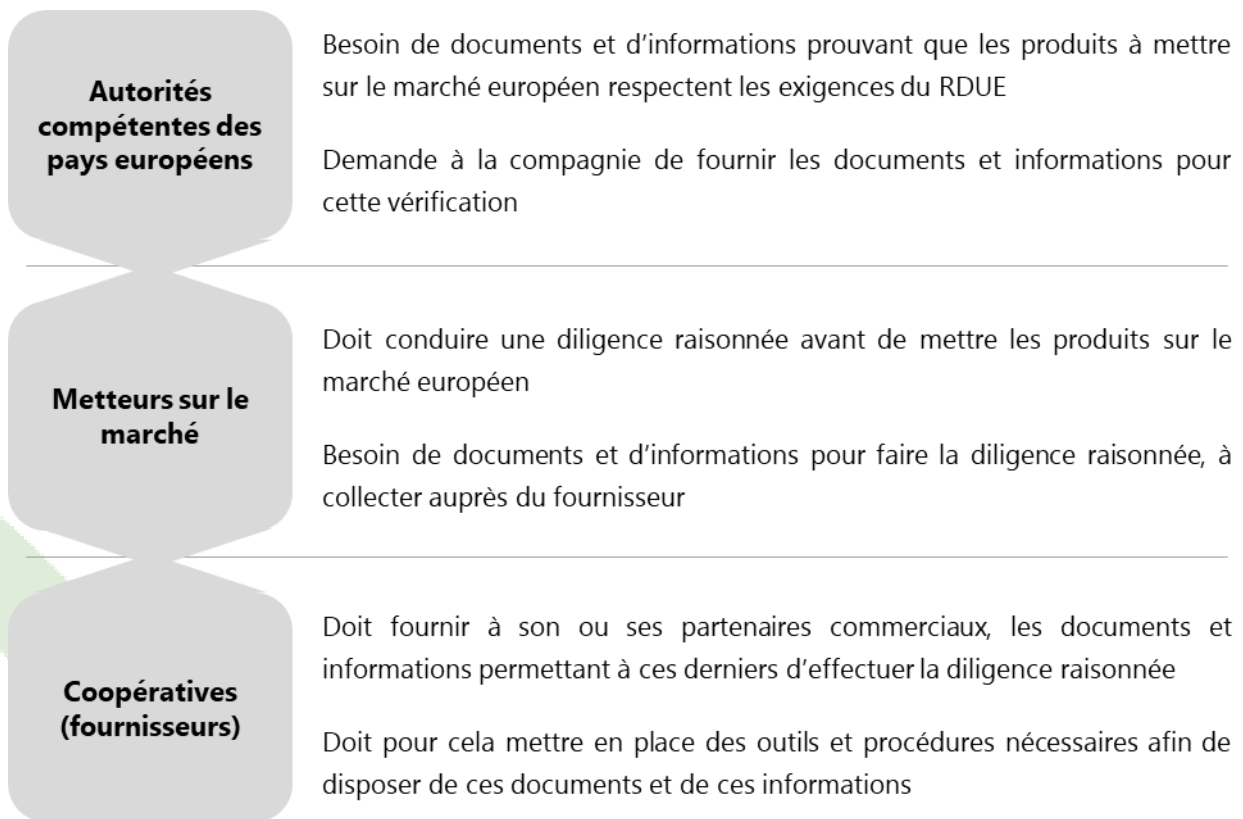 Autorités
compétentes des
pays européens
Besoin de documents et d’informations prouvant que les produits à mettre
sur le marché européen respectent les exigences du RDUE
Demande à la compagnie de fournir les documents et informations pour
cette vérification
Metteurs sur le
marché
Doit conduire une diligence raisonnée avant de mettre les produits sur le
marché européen
Besoin de documents et d’informations pour faire la diligence raisonnée, à
collecter auprès du fournisseur
Coopératives
(fournisseurs)
Doit fournir à son ou ses partenaires commerciaux, les documents et
informations permettant à ces derniers d’effectuer la diligence raisonnée
Doit pour cela mettre en place des outils et procédures nécessaires afin de
disposer de ces documents et de ces informations